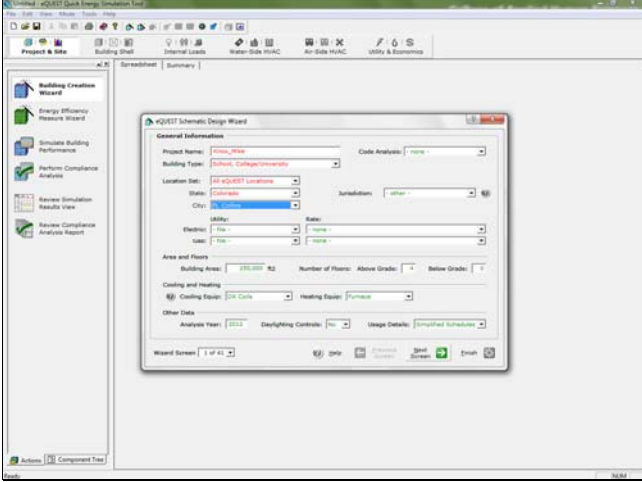 Untitled - eQUEST Quick Energy Simulation Tool
File Edit View Mode Tools Help
Project & Site Building Shell Internal Loads Water-Side HVAC Air-Side HVAC Utility & Economics
Spreadsheet Summary
Building Creation
Wizard
Energy Efficiency
Measure Wizard
Simulate Building
Performance
Perform Compliance
Analysis
Review Simulation
Results View
Review Compliance
Analysis Report
eQUEST Schematic Design Wizard
General Information
Project Name: Code Analysis: - none -
Building Type: School, College/University
Location Set: All eQUEST Locations
State: Colorado Jurisdiction: - other -
City: Ft. Collins
Utility: Rate:
Electric: - file - - none -
Gas: - file - - none -
Area and Floors
Building Area: 250,000 ft2 Number of Floors: Above Grade: 4 Below Grade:
Cooling and Heating
Cooling Equip: DX Coils Heating Equip: Furnace
Other Data
Analysis Year: 2012 Daylighting Controls: No Usage Details: Simplified Schedules
Wizard Screen 1 of 41 Help Previous Screen Next Screen Finish
Actions Component Tree
Ready NUM